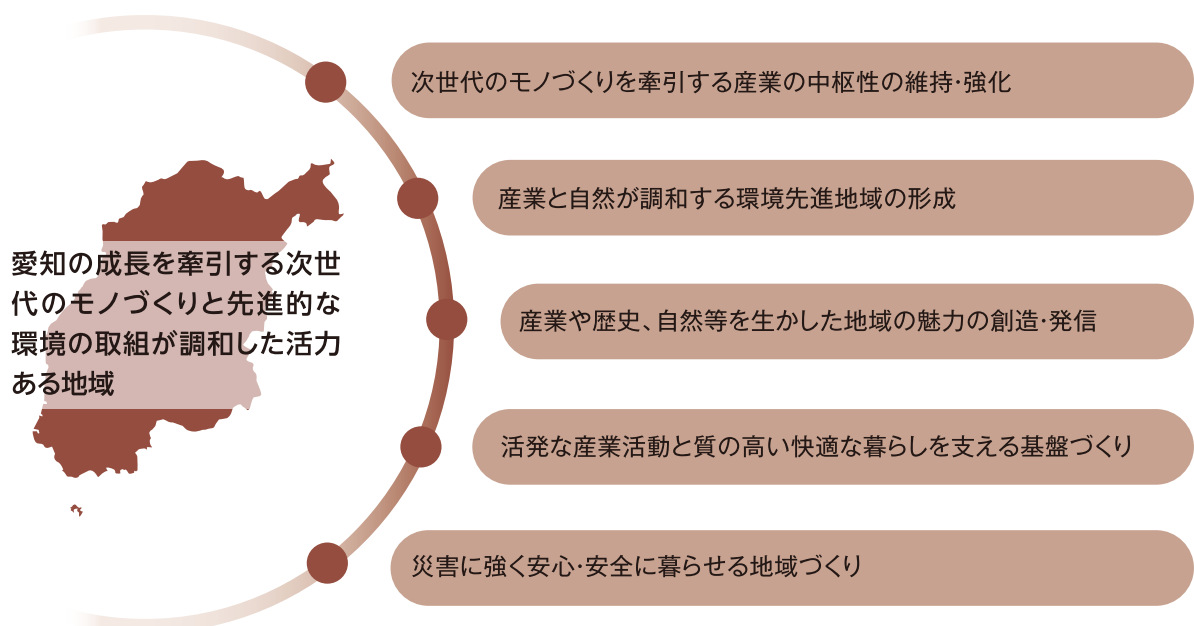 愛知の成長を牽引する次世
代のモノづくりと先進的な
環境の取組が調和した活力
ある地域
次世代のモノづくりを牽引する産業の中枢性の維持・強化
産業と自然が調和する環境先進地域の形成
産業や歴史、自然等を生かした地域の魅力の創造・発信
活発な産業活動と質の高い快適な暮らしを支える基盤づくり
災害に強く安心・安全に暮らせる地域づくり